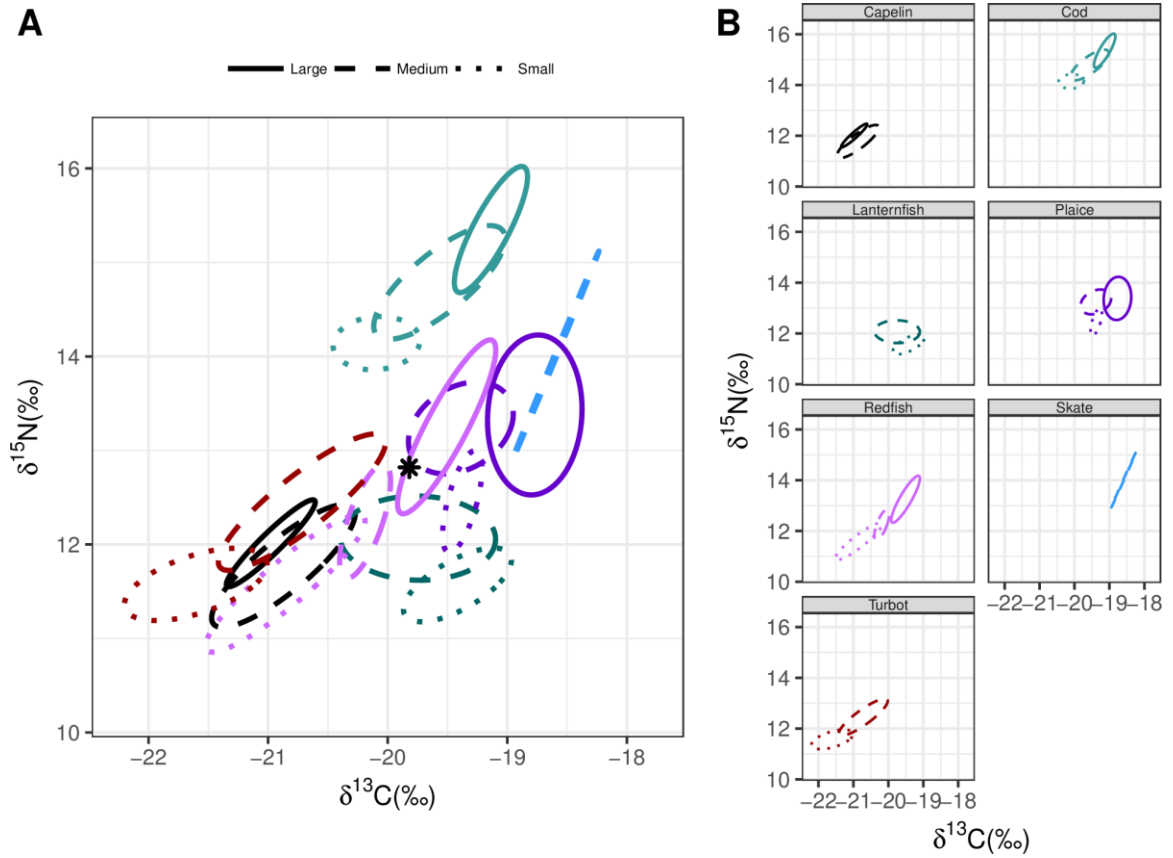 A
Large Medium Small
16
14
12
10
−22 −21 −20 −19 −18
δ15N(‰)
δ13C(‰)
B
Capelin Cod
16
14
12
10
Lanternfish Plaice
16
14
12
10
Redfish Skate
16
14
12
10
−22 −21 −20 −19 −18
Turbot
16
14
12
10
−22 −21 −20 −19 −18
δ15N(‰)
δ13C(‰)